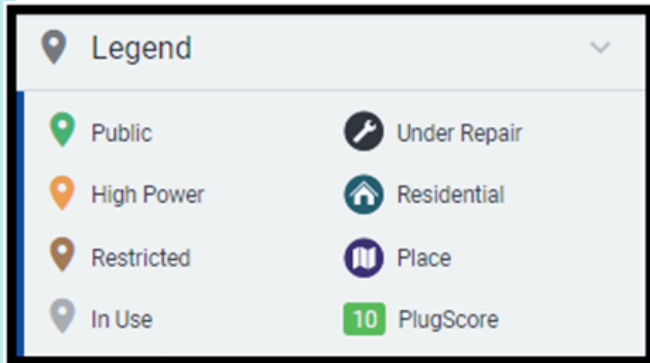 Legend
Public
Under Repair
High Power
Residential
Restricted
Place
In Use
10 PlugScore